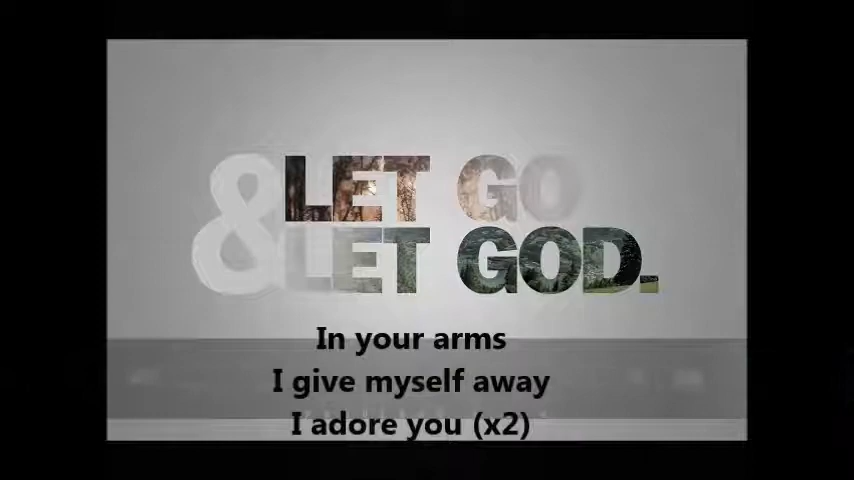 LET GO
& LET GOD.
In your arms
I give myself away
I adore you (x2)